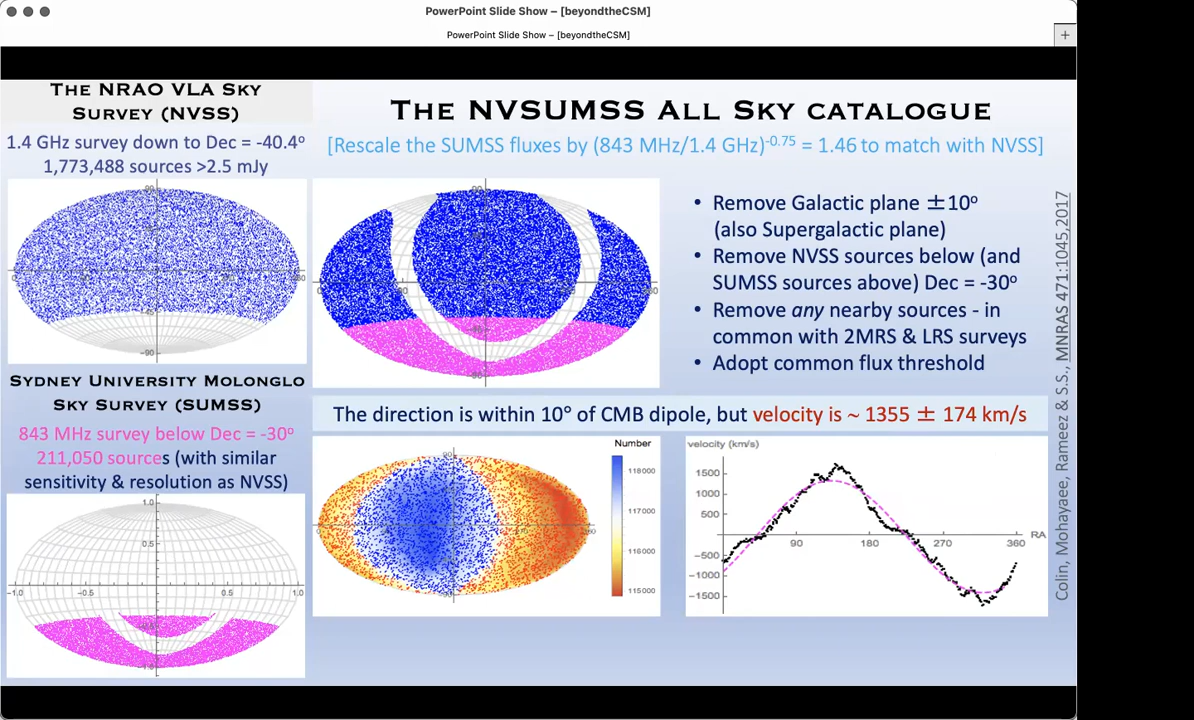 PowerPoint Slide Show – [beyondtheCSM]
PowerPoint Slide Show – [beyondtheCSM]
+
The NRAO VLA Sky
Survey (NVSS)
1.4 GHz survey down to Dec = -40.4º
1,773,488 sources >2.5 mJy
Sydney University Molonglo
Sky Survey (SUMSS)
843 MHz survey below Dec = -30º
211,050 sources (with similar
sensitivity & resolution as NVSS)
1.0
0.5
-1.0
-0.5
0.5
1.0
The NVSUMSS All Sky catalogue
[Rescale the SUMSS fluxes by (843 MHz/1.4 GHz)-0.75 = 1.46 to match with NVSS]
• Remove Galactic plane ±10º
(also Supergalactic plane)
• Remove NVSS sources below (and
SUMSS sources above) Dec = -30º
• Remove any nearby sources - in
common with 2MRS & LRS surveys
• Adopt common flux threshold
Colin, Mohayaee, Rameez & S.S., MNRAS 471:1045,2017
The direction is within 10° of CMB dipole, but velocity is ~ 1355 ± 174 km/s
Number
118000
117000
116000
115000
velocity (km/s)
1500
1000
500
-500
-1000
-1500
90
180
270
360
RA